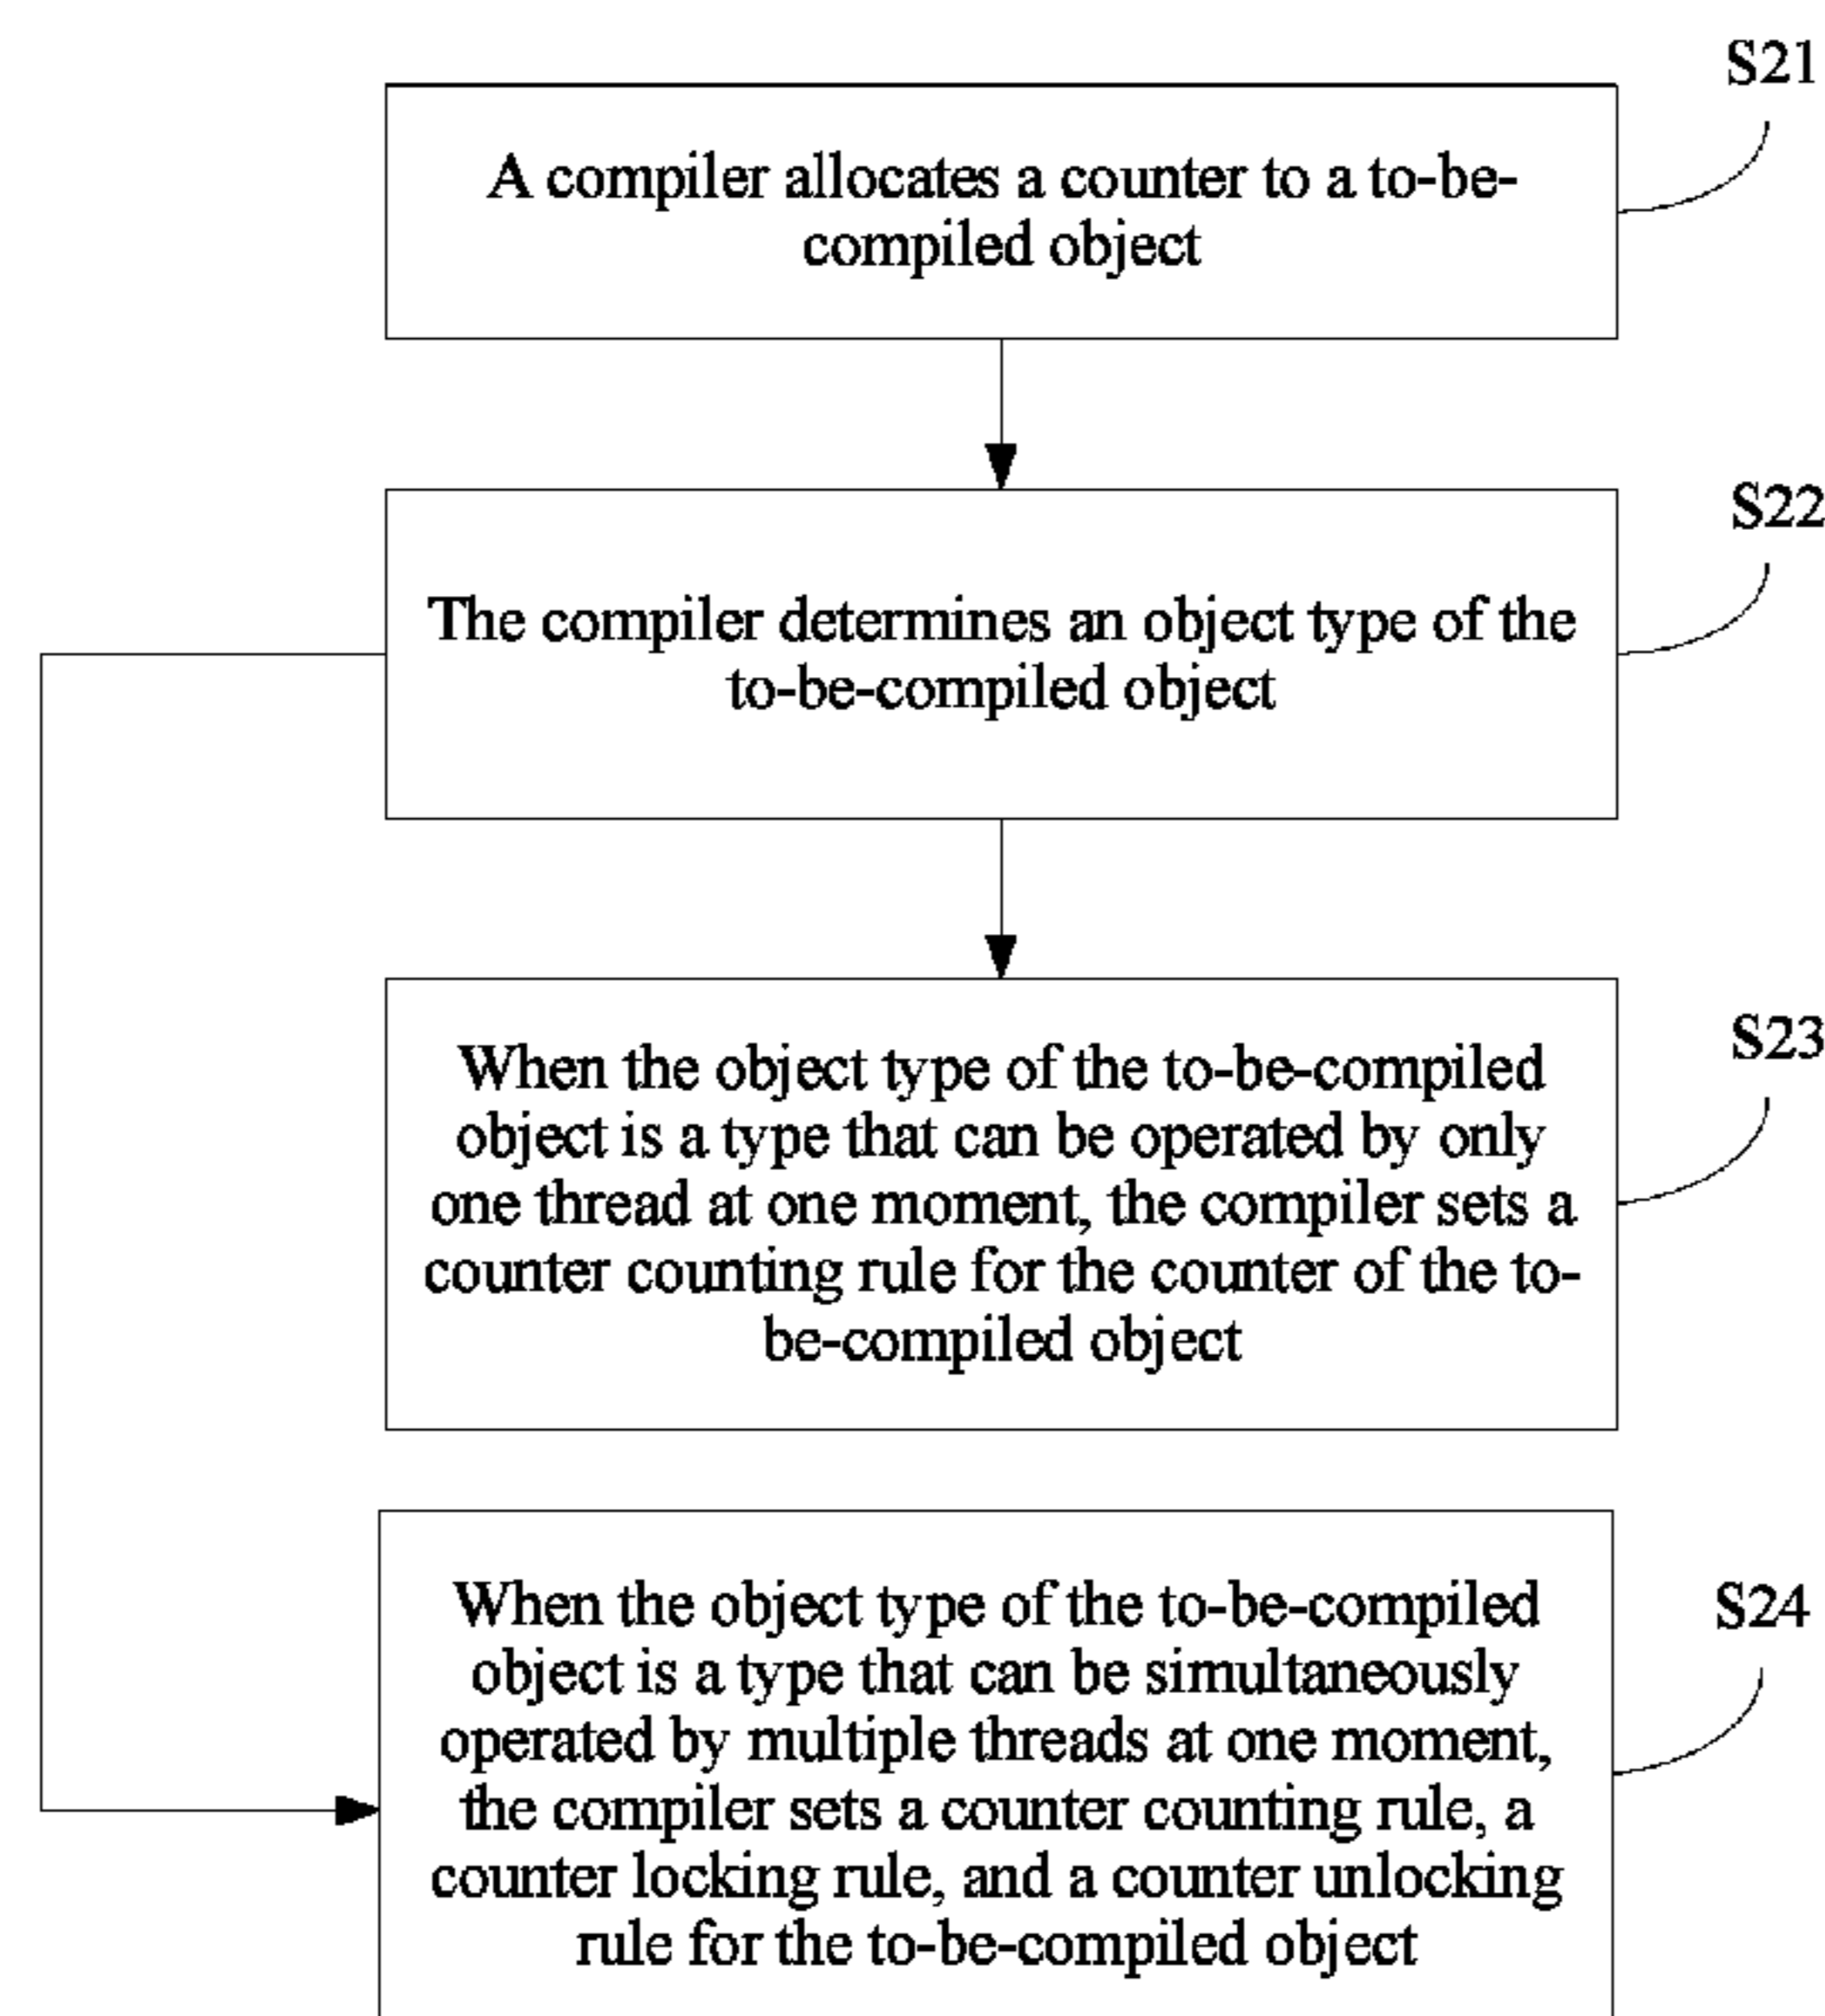 S21
A compiler allocates a counter to a to-be-
compiled object
S22
The compiler determines an object type of the
to-be-compiled object
S23
When the object type of the to-be-compiled
object is a type that can be operated by only
one thread at one moment, the compiler sets a
counter counting rule for the counter of the to-
be-compiled object
S24
When the object type of the to-be-compiled
object is a type that can be simultaneously
operated by multiple threads at one moment,
the compiler sets a counter counting rule, a
counter locking rule, and a counter unlocking
rule for the to-be-compiled object